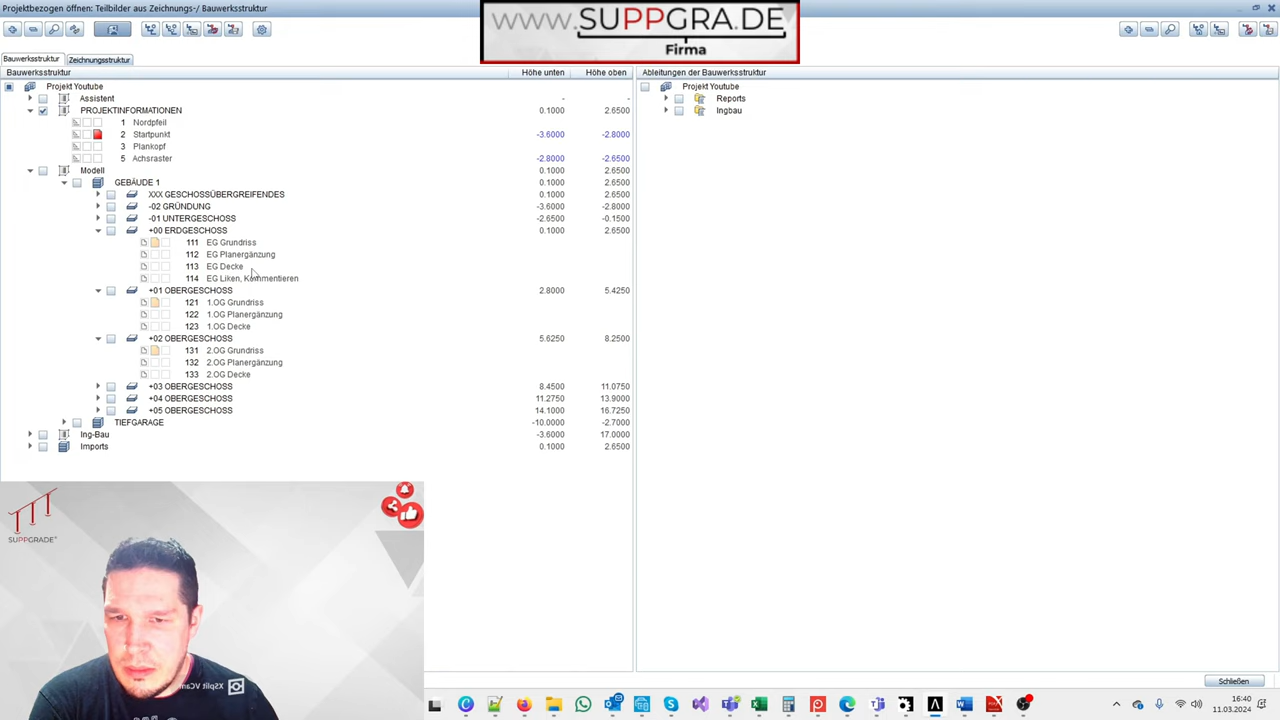 Projektbezogen öffnen: Teilbilder aus Zeichnungs-/ Bauwerksstruktur
www.SUPPGRA.DE
Firma
Bauwerksstruktur Zeichnungsstruktur
Bauwerksstruktur Höhe unten Höhe oben
Projekt Youtube
Assistent - -
PROJEKTINFORMATIONEN 0.1000 2.6500
1 Nordpfeil
2 Startpunkt -3.6000 -2.8000
3 Plankopf
5 Achsraster -2.8000 -2.6500
Modell 0.1000 2.6500
GEBÄUDE 1 0.1000 2.6500
XXX GESCHOSSÜBERGREIFENDES 0.1000 2.6500
-02 GRÜNDUNG -3.6000 -2.8000
-01 UNTERGESCHOSS -2.6500 -0.1500
+00 ERDGESCHOSS 0.1000 2.6500
111 EG Grundriss
112 EG Planergänzung
113 EG Decke
114 EG Liken, Kommentieren
+01 OBERGESCHOSS 2.8000 5.4250
121 1.OG Grundriss
122 1.OG Planergänzung
123 1.OG Decke
+02 OBERGESCHOSS 5.6250 8.2500
131 2.OG Grundriss
132 2.OG Planergänzung
133 2.OG Decke
+03 OBERGESCHOSS 8.4500 11.0750
+04 OBERGESCHOSS 11.2750 13.9000
+05 OBERGESCHOSS 14.1000 16.7250
TIEFGARAGE -10.0000 -2.7000
Ing-Bau -3.6000 17.0000
Imports 0.1000 2.6500
Ableitungen der Bauwerksstruktur
Projekt Youtube
Reports
Ingbau
SUPPGRADE®
XSplit VCam
Schließen
16:40
11.03.2024